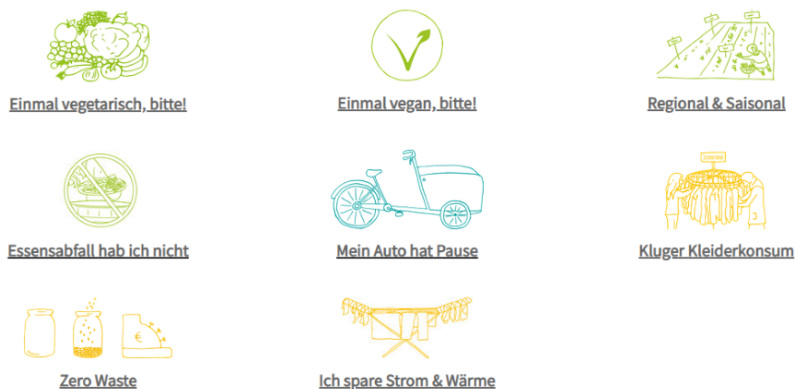 Einmal vegetarisch, bitte!
Einmal vegan, bitte!
Regional & Saisonal
Essensabfall hab ich nicht
Mein Auto hat Pause
Kluger Kleiderkonsum
€
Zero Waste
Ich spare Strom & Wärme